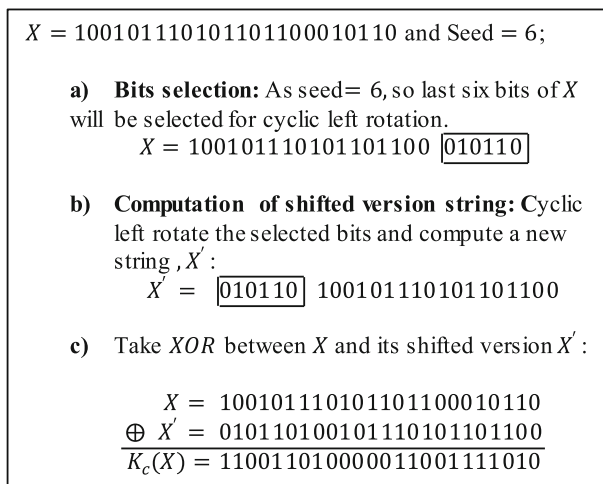 X = 100101110101101100010110 and Seed = 6;
a) Bits selection: As seed= 6, so last six bits of X
will be selected for cyclic left rotation.
X = 100101110101101100 010110
b) Computation of shifted version string: Cyclic
left rotate the selected bits and compute a new
string , X′ :
X′ = 010110 100101110101101100
c) Take XOR between X and its shifted version X′ :
X = 100101110101101100010110
⊕ X′ = 010110100101110101101100
K_c(X) = 110011010000011001111010